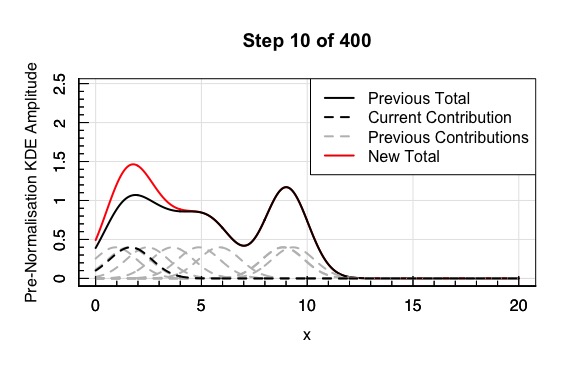 Step 10 of 400
Pre-Normalisation KDE Amplitude
2.5
2
1.5
1
0.5
0
Previous Total
Current Contribution
Previous Contributions
New Total
0
5
10
15
20
x